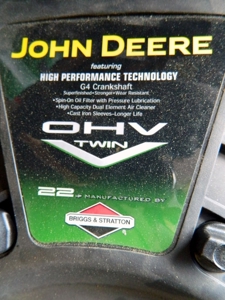 JOHN DEERE
featuring
HIGH PERFORMANCE TECHNOLOGY
G4 Crankshaft
Superfinished•Stronger•Wear Resistant
•Spin-On Oil Filter with Pressure Lubrication
•High Capacity Dual Element Air Cleaner
•Cast Iron Sleeves-Longer Life
OHV
TWIN
22 MANUFACTURED BY
BRIGGS & STRATTON